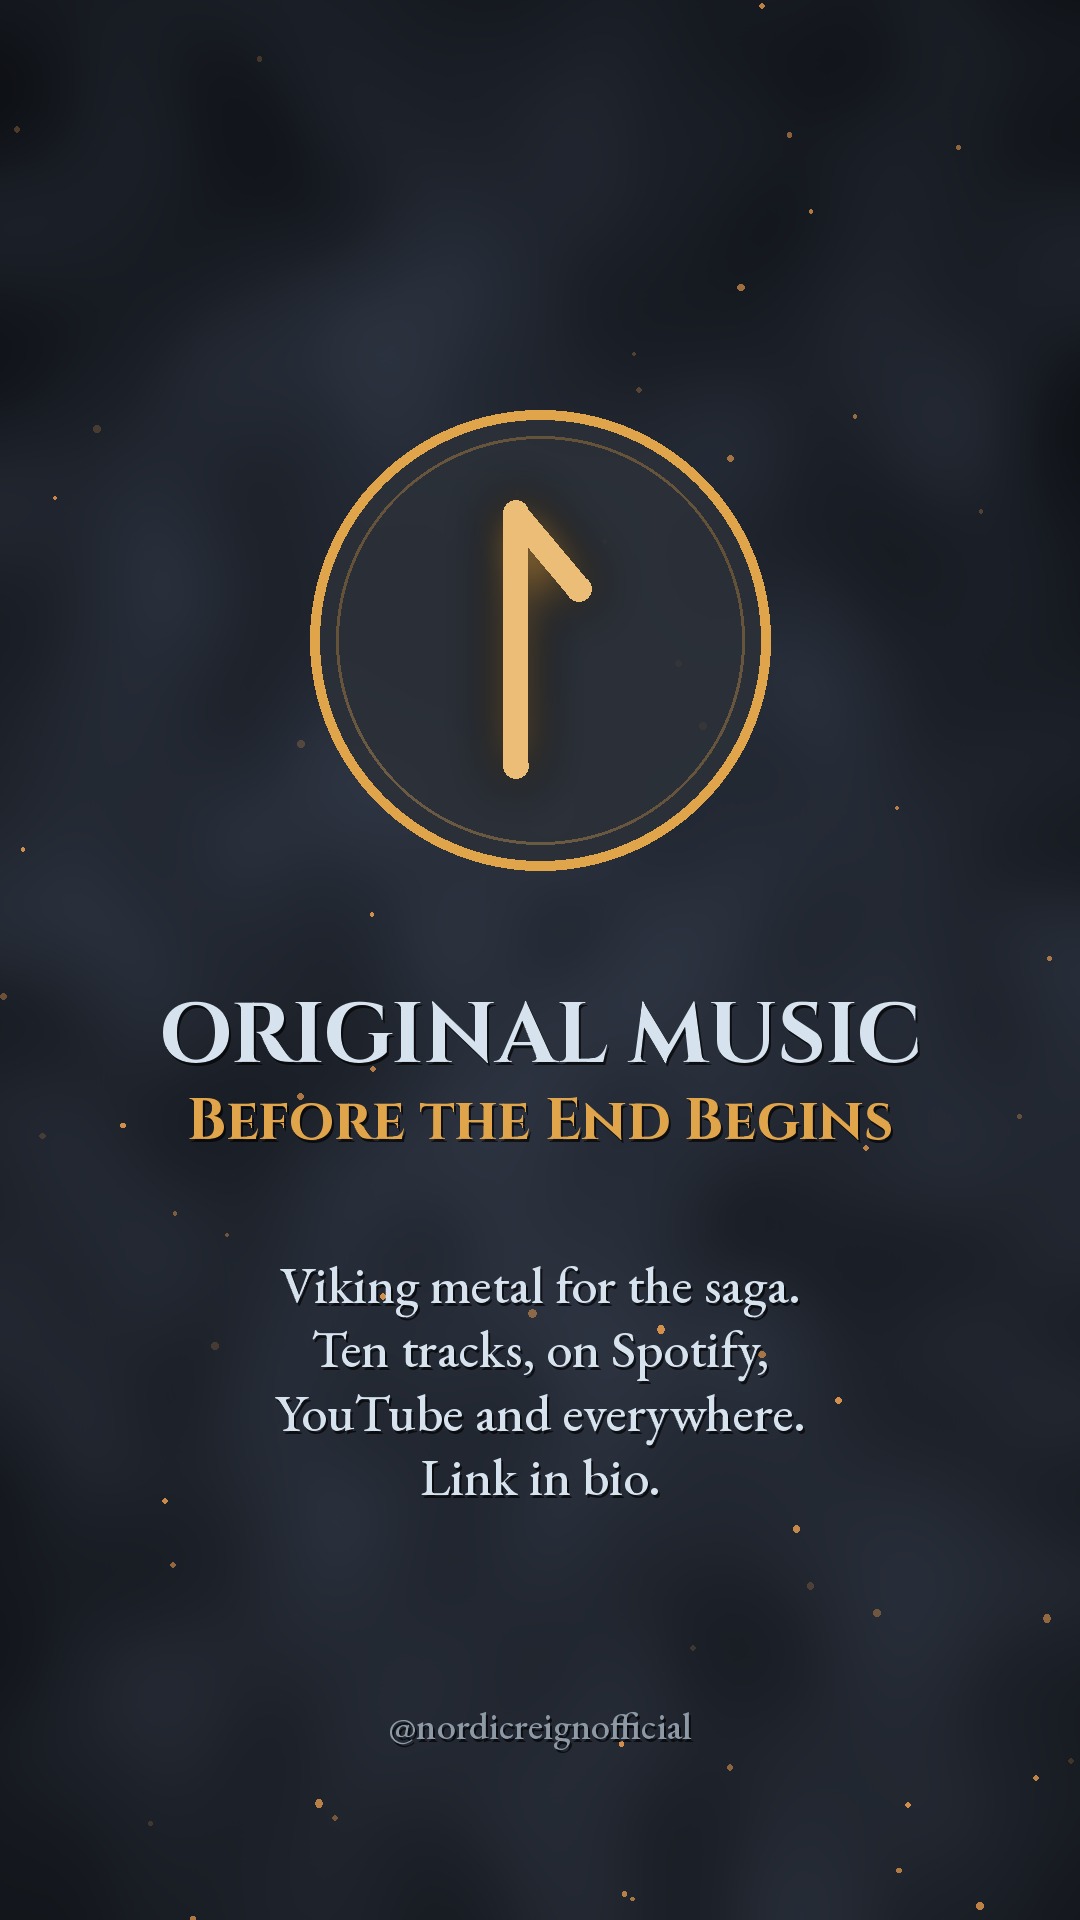 ᛚ
ORIGINAL MUSIC
Before the End Begins
Viking metal for the saga.
Ten tracks, on Spotify,
YouTube and everywhere.
Link in bio.
@nordicreignofficial